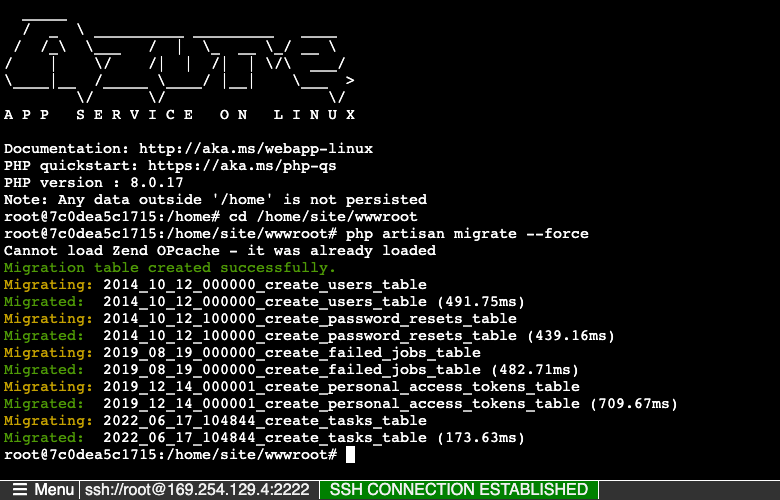 A P P   S E R V I C E   O N   L I N U X
Documentation: http://aka.ms/webapp-linux
PHP quickstart: https://aka.ms/php-qs
PHP version : 8.0.17
Note: Any data outside '/home' is not persisted
root@7c0dea5c1715:/home# cd /home/site/wwwroot
root@7c0dea5c1715:/home/site/wwwroot# php artisan migrate --force
Cannot load Zend OPcache - it was already loaded
Migration table created successfully.
Migrating: 2014_10_12_000000_create_users_table
Migrated:  2014_10_12_000000_create_users_table (491.75ms)
Migrating: 2014_10_12_100000_create_password_resets_table
Migrated:  2014_10_12_100000_create_password_resets_table (439.16ms)
Migrating: 2019_08_19_000000_create_failed_jobs_table
Migrated:  2019_08_19_000000_create_failed_jobs_table (482.71ms)
Migrating: 2019_12_14_000001_create_personal_access_tokens_table
Migrated:  2019_12_14_000001_create_personal_access_tokens_table (709.67ms)
Migrating: 2022_06_17_104844_create_tasks_table
Migrated:  2022_06_17_104844_create_tasks_table (173.63ms)
root@7c0dea5c1715:/home/site/wwwroot#
☰ Menu ssh://root@169.254.129.4:2222 SSH CONNECTION ESTABLISHED